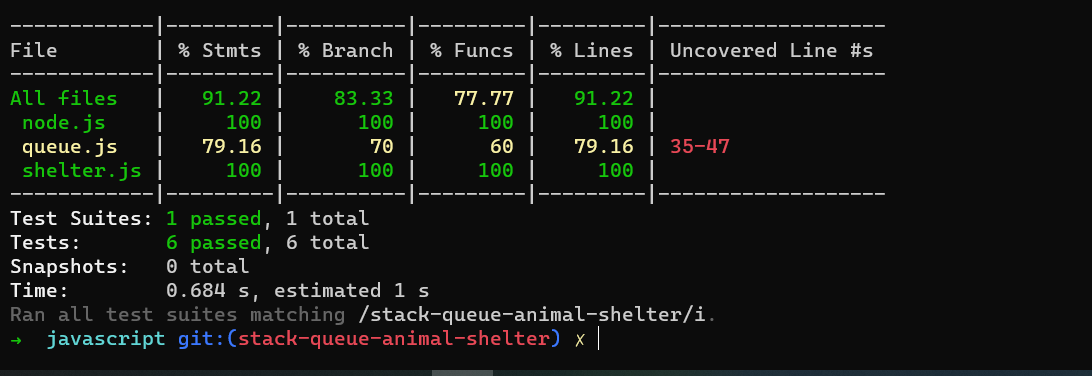 ------------|---------|----------|---------|---------|-------------------
File        | % Stmts | % Branch | % Funcs | % Lines | Uncovered Line #s
------------|---------|----------|---------|---------|-------------------
All files   |   91.22 |    83.33 |   77.77 |   91.22 |
 node.js    |     100 |      100 |     100 |     100 |
 queue.js   |   79.16 |       70 |      60 |   79.16 | 35-47
 shelter.js |     100 |      100 |     100 |     100 |
------------|---------|----------|---------|---------|-------------------
Test Suites: 1 passed, 1 total
Tests:       6 passed, 6 total
Snapshots:   0 total
Time:        0.684 s, estimated 1 s
Ran all test suites matching /stack-queue-animal-shelter/i.
→  javascript git:(stack-queue-animal-shelter) ✗